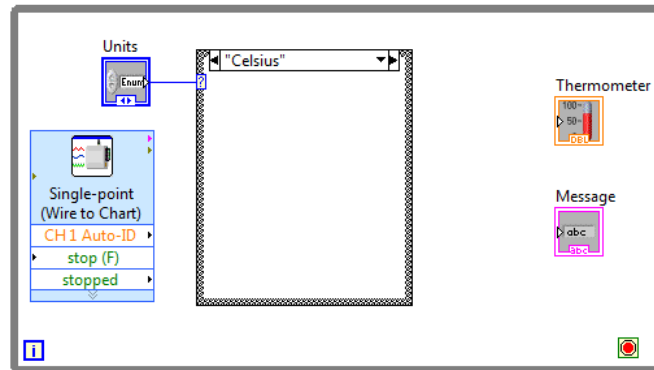 Units
Enum
"Celsius"
?
Thermometer
100
50
DBL
Single-point
(Wire to Chart)
CH 1 Auto-ID
stop (F)
stopped
Message
abc
abc
i